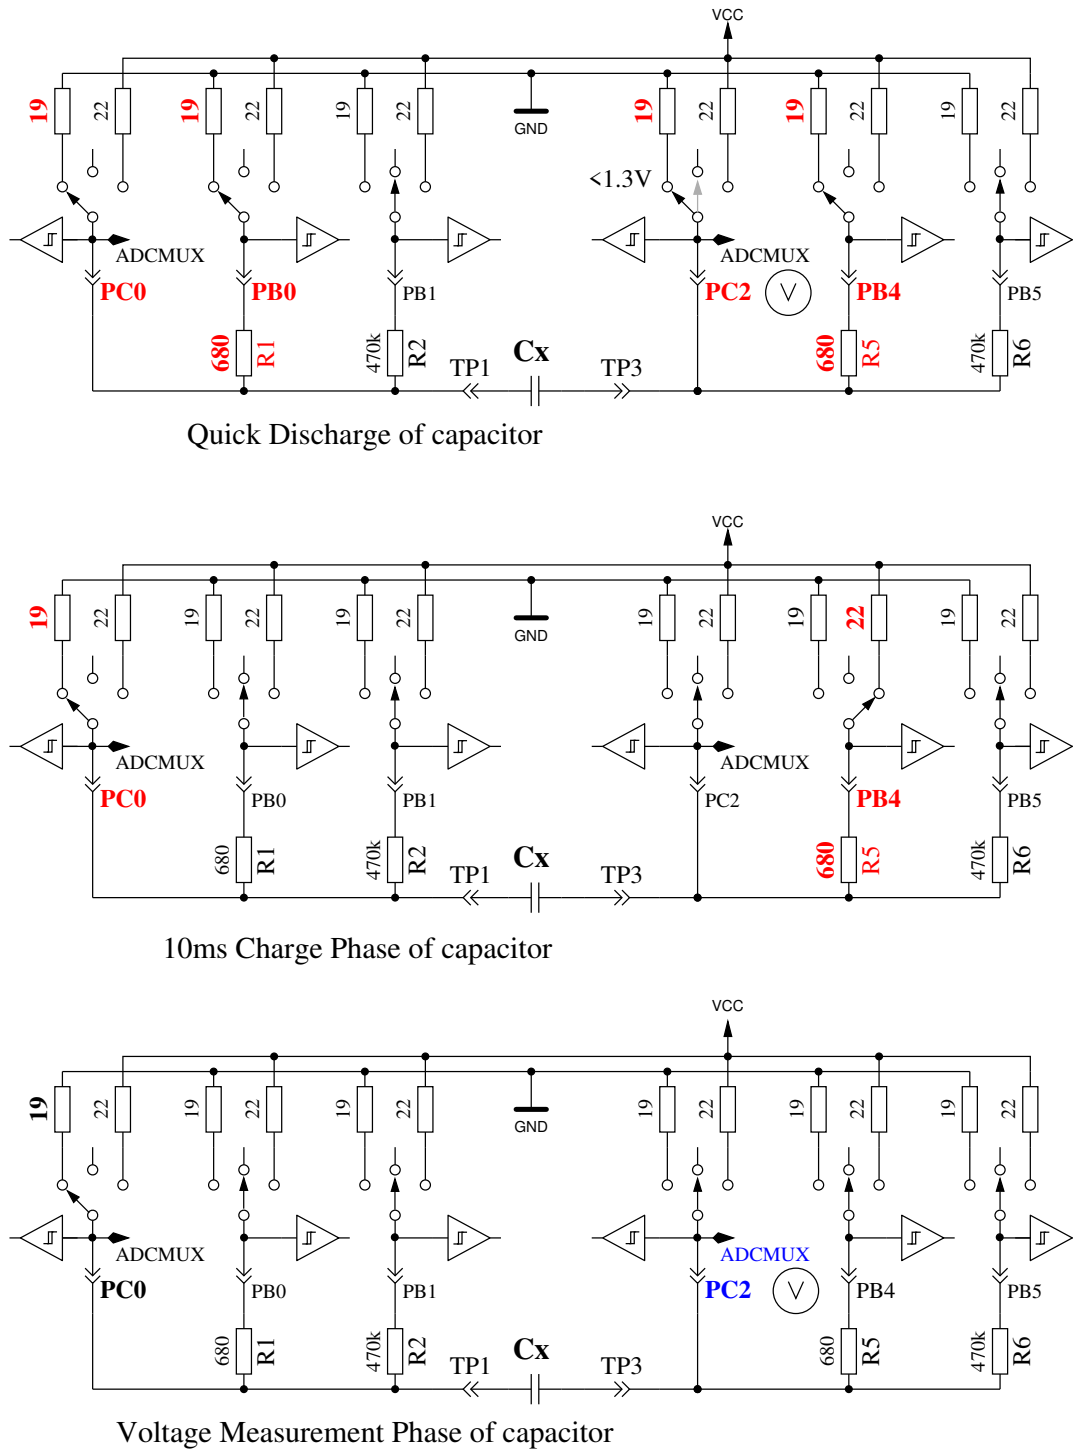 VCC
19 22 19 22 19 22 GND 19 22 19 22 19 22
<1.3V
ADCMUX ADCMUX
PC0 PB0 PB1 PC2 V PB4 PB5
680 R1 470k R2 680 R5 470k R6
TP1 Cx TP3
Quick Discharge of capacitor
VCC
19 22 19 22 19 22 GND 19 22 19 22 19 22
ADCMUX ADCMUX
PC0 PB0 PB1 PC2 PB4 PB5
680 R1 470k R2 680 R5 470k R6
TP1 Cx TP3
10ms Charge Phase of capacitor
VCC
19 22 19 22 19 22 GND 19 22 19 22 19 22
ADCMUX ADCMUX
PC0 PB0 PB1 PC2 V PB4 PB5
680 R1 470k R2 680 R5 470k R6
TP1 Cx TP3
Voltage Measurement Phase of capacitor